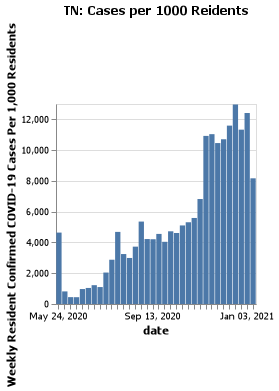 TN: Cases per 1000 Reidents
Weekly Resident Confirmed COVID-19 Cases Per 1,000 Residents
12,000
10,000
8,000
6,000
4,000
2,000
0
May 24, 2020
Sep 13, 2020
Jan 03, 2021
date